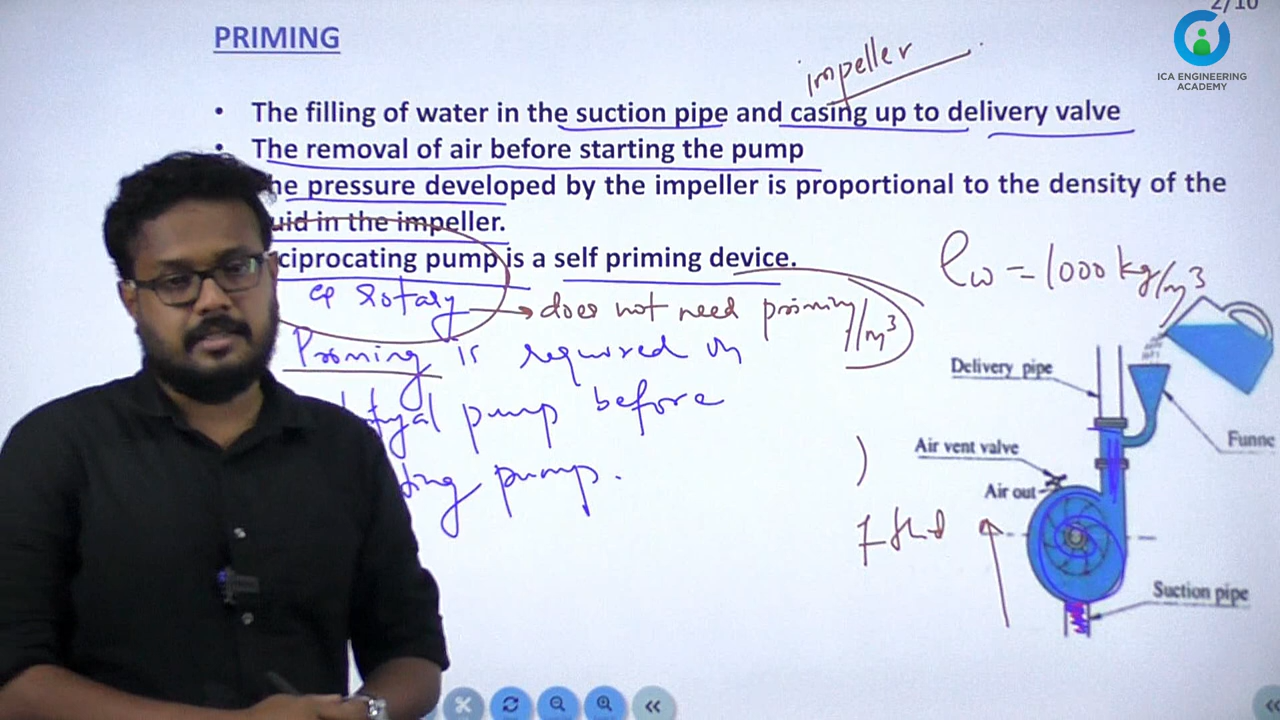 2/10
ICA ENGINEERING
ACADEMY
PRIMING
impeller
• The filling of water in the suction pipe and casing up to delivery valve
• The removal of air before starting the pump
he pressure developed by the impeller is proportional to the density of the
uid in the impeller.
ciprocating pump is a self priming device.
rotary → does not need priming
ρw = 1000 kg/m³
/m³
Priming is required in
pump before
ting pump.
Delivery pipe
Funne
Air vent valve
Air out
Suction pipe